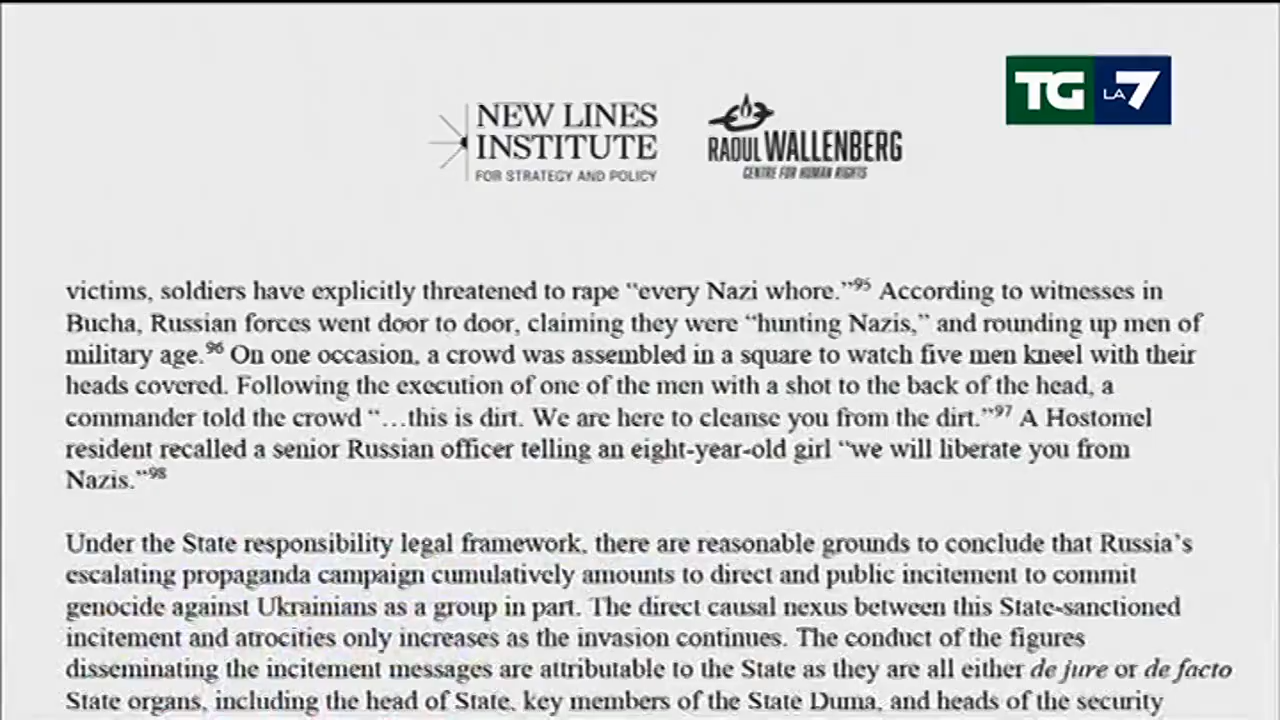 TG LA 7
NEW LINES
INSTITUTE
FOR STRATEGY AND POLICY
RAOUL WALLENBERG
CENTRE FOR HUMAN RIGHTS
victims, soldiers have explicitly threatened to rape “every Nazi whore.”95 According to witnesses in
Bucha, Russian forces went door to door, claiming they were “hunting Nazis,” and rounding up men of
military age.96 On one occasion, a crowd was assembled in a square to watch five men kneel with their
heads covered. Following the execution of one of the men with a shot to the back of the head, a
commander told the crowd “…this is dirt. We are here to cleanse you from the dirt.”97 A Hostomel
resident recalled a senior Russian officer telling an eight-year-old girl “we will liberate you from
Nazis.”98
Under the State responsibility legal framework, there are reasonable grounds to conclude that Russia’s
escalating propaganda campaign cumulatively amounts to direct and public incitement to commit
genocide against Ukrainians as a group in part. The direct causal nexus between this State-sanctioned
incitement and atrocities only increases as the invasion continues. The conduct of the figures
disseminating the incitement messages are attributable to the State as they are all either de jure or de facto
State organs, including the head of State, key members of the State Duma, and heads of the security